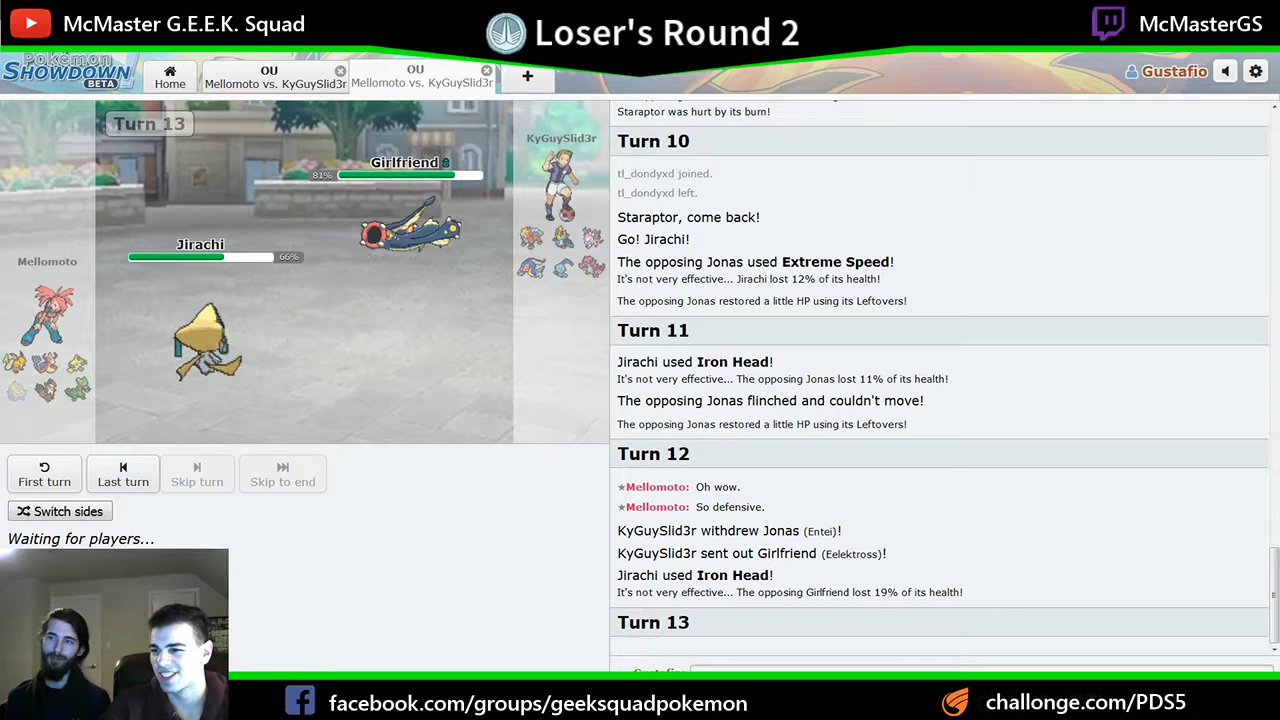 McMaster G.E.E.K. Squad
Loser's Round 2
McMasterGS
Pokémon
SHOWDOWN
BETA
Home
OU
Mellomoto vs. KyGuySlid3r
OU
Mellomoto vs. KyGuySlid3r
+
Gustafio
Turn 13
Girlfriend
81%
Jirachi
66%
Mellomoto
KyGuySlid3r
First turn
Last turn
Skip turn
Skip to end
Switch sides
Waiting for players...
Staraptor was hurt by its burn!
Turn 10
tl_dondyxd joined.
tl_dondyxd left.
Staraptor, come back!
Go! Jirachi!
The opposing Jonas used Extreme Speed!
It's not very effective... Jirachi lost 12% of its health!
The opposing Jonas restored a little HP using its Leftovers!
Turn 11
Jirachi used Iron Head!
It's not very effective... The opposing Jonas lost 11% of its health!
The opposing Jonas flinched and couldn't move!
The opposing Jonas restored a little HP using its Leftovers!
Turn 12
★Mellomoto: Oh wow.
★Mellomoto: So defensive.
KyGuySlid3r withdrew Jonas (Entei)!
KyGuySlid3r sent out Girlfriend (Eelektross)!
Jirachi used Iron Head!
It's not very effective... The opposing Girlfriend lost 19% of its health!
Turn 13
facebook.com/groups/geeksquadpokemon
challonge.com/PDS5